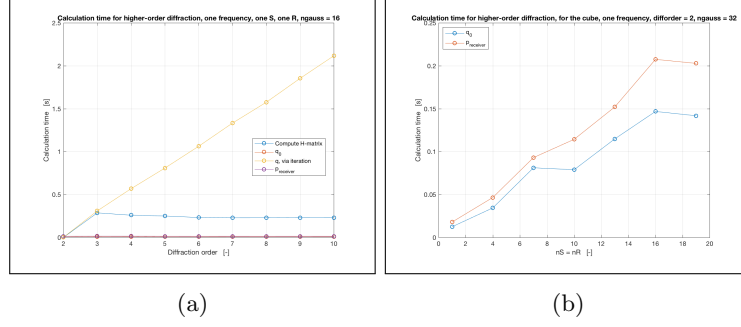 Calculation time for higher-order diffraction, one frequency, one S, one R, ngauss = 16
2.5
2
1.5
1
0.5
0
Calculation time [s]
Compute H-matrix
q0
q, via iteration
Preceiver
2 3 4 5 6 7 8 9 10
Diffraction order [-]
(a)
Calculation time for higher-order diffraction, for the cube, one frequency, difforder = 2, ngauss = 32
0.25
0.2
0.15
0.1
0.05
0
Calculation time [s]
q0
Preceiver
0 2 4 6 8 10 12 14 16 18 20
nS = nR [-]
(b)